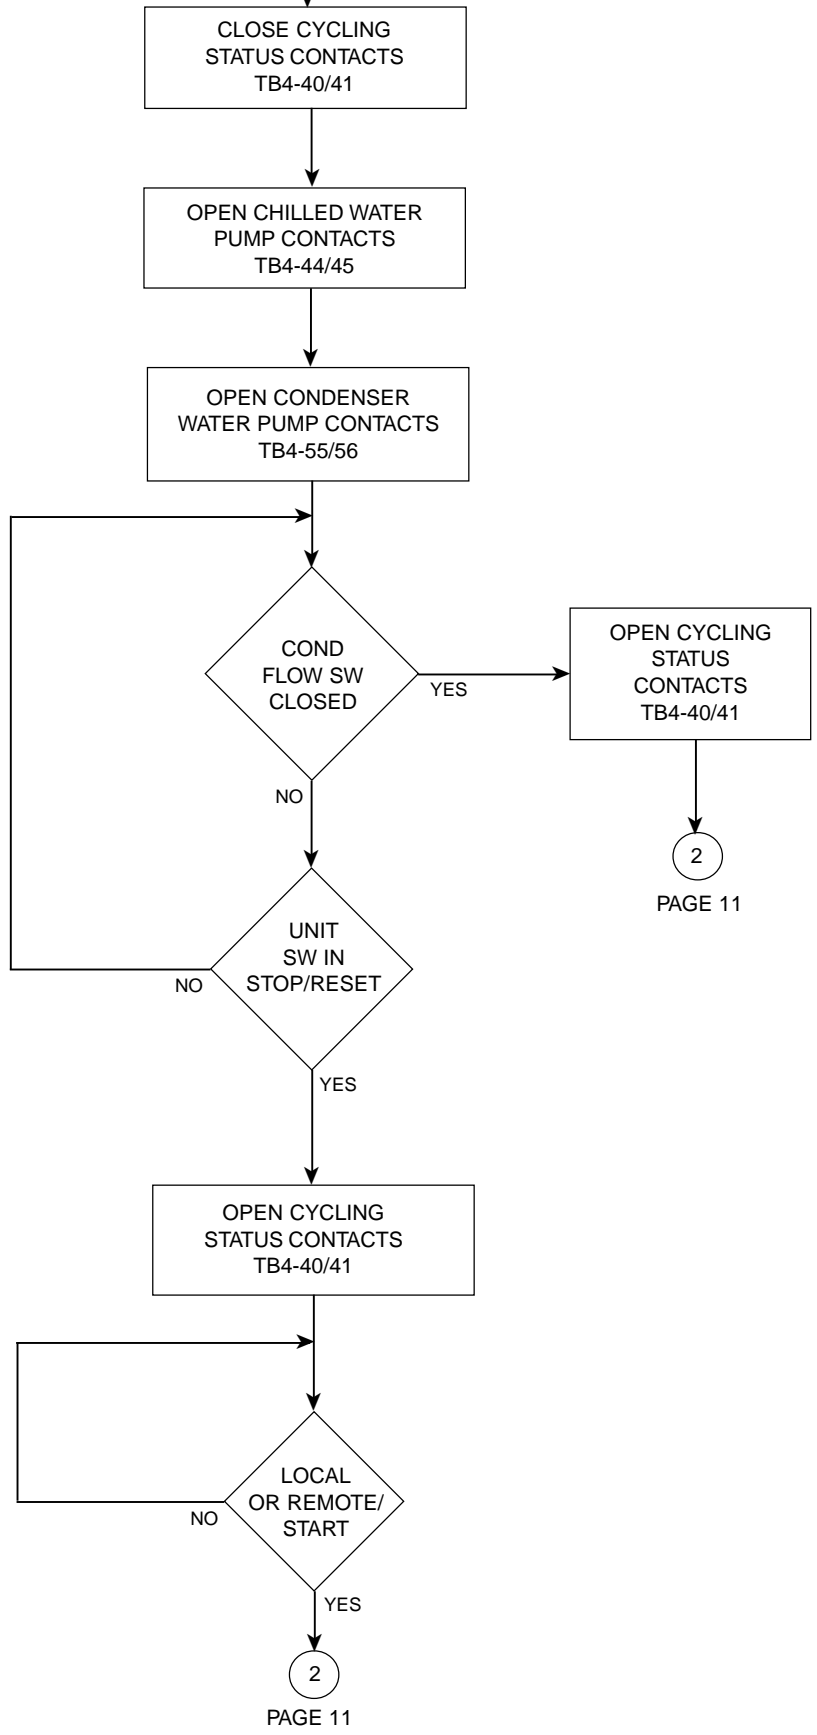 CLOSE CYCLING
STATUS CONTACTS
TB4-40/41
OPEN CHILLED WATER
PUMP CONTACTS
TB4-44/45
OPEN CONDENSER
WATER PUMP CONTACTS
TB4-55/56
COND
FLOW SW
CLOSED
YES
OPEN CYCLING
STATUS
CONTACTS
TB4-40/41
2
PAGE 11
NO
UNIT
SW IN
STOP/RESET
NO
YES
OPEN CYCLING
STATUS CONTACTS
TB4-40/41
LOCAL
OR REMOTE/
START
NO
YES
2
PAGE 11